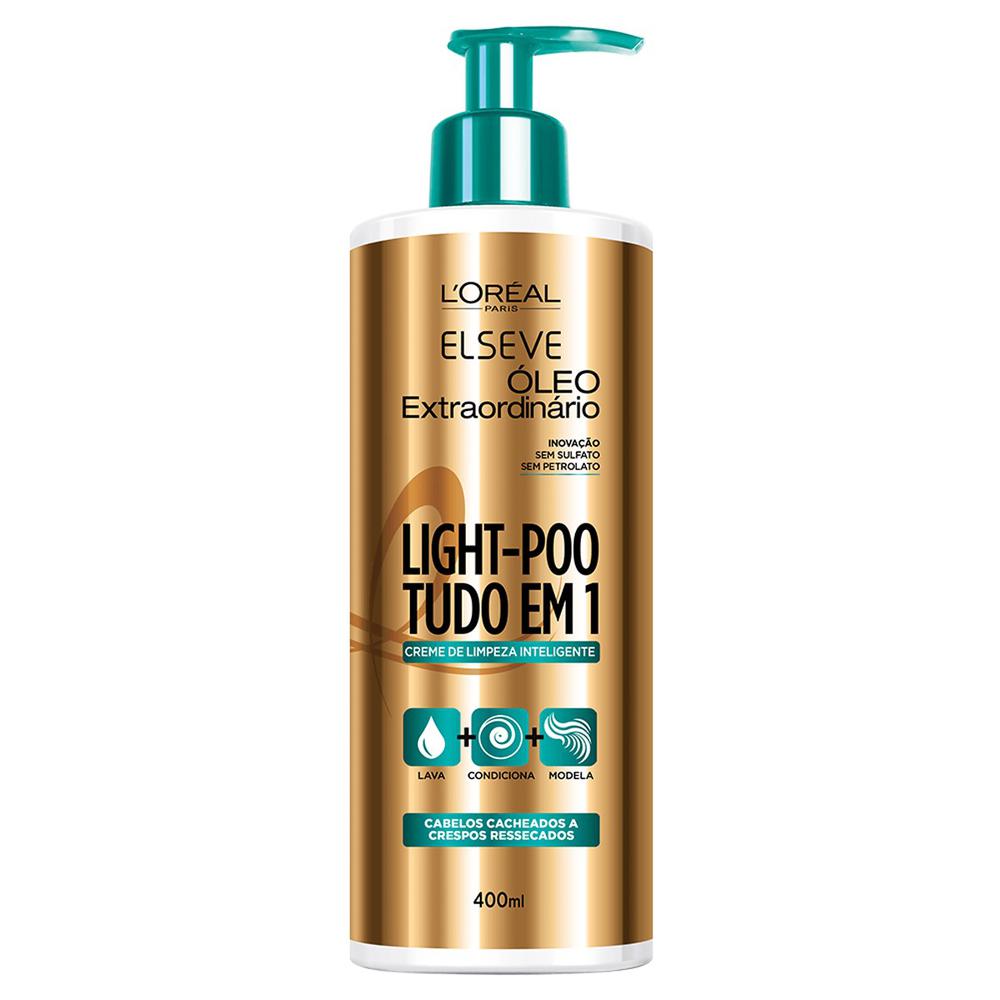 L'ORÉAL
PARIS
ELSEVE
ÓLEO
Extraordinário
INOVAÇÃO
SEM SULFATO
SEM PETROLATO
LIGHT-POO
TUDO EM 1
CREME DE LIMPEZA INTELIGENTE
+ +
LAVA CONDICIONA MODELA
CABELOS CACHEADOS A
CRESPOS RESSECADOS
400ml